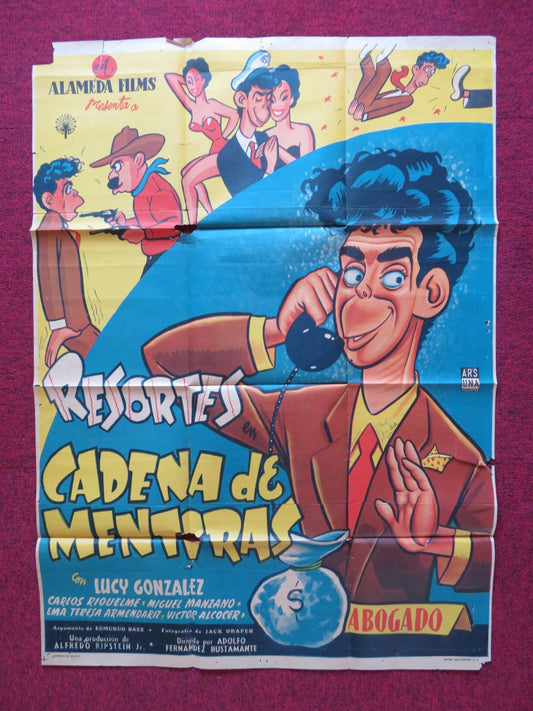 ALAMEDA FILMS
presenta a
RESORTES
en
CADENA de
MENTIRAS
Con LUCY GONZALEZ
CARLOS RIQUELME * MIGUEL MANZANO *
EMA TERESA ARMENDARIZ y VICTOR ALCOCER *
Argumento de EDMUNDO BAEZ * Fotografía de JACK DRAPER
Una producción de
ALFREDO RIPSTEIN Jr. *
Dirigida por ADOLFO
FERNANDEZ BUSTAMANTE
$
ABOGADO
ARS
UNA